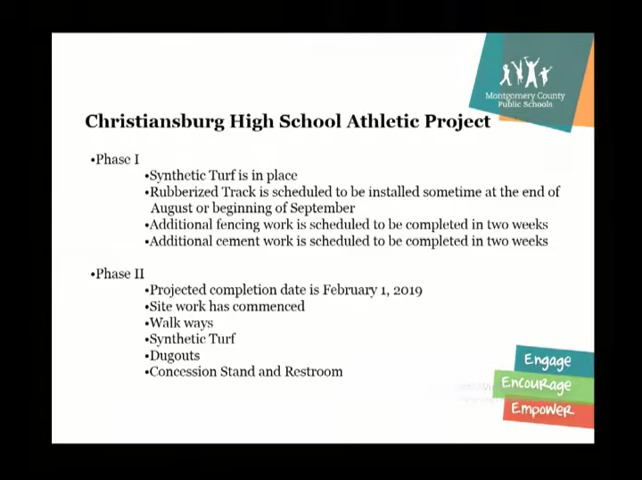 Montgomery County
Public Schools
Christiansburg High School Athletic Project
•Phase I
•Synthetic Turf is in place
•Rubberized Track is scheduled to be installed sometime at the end of
August or beginning of September
•Additional fencing work is scheduled to be completed in two weeks
•Additional cement work is scheduled to be completed in two weeks
•Phase II
•Projected completion date is February 1, 2019
•Site work has commenced
•Walk ways
•Synthetic Turf
•Dugouts
•Concession Stand and Restroom
Engage
Encourage
Empower